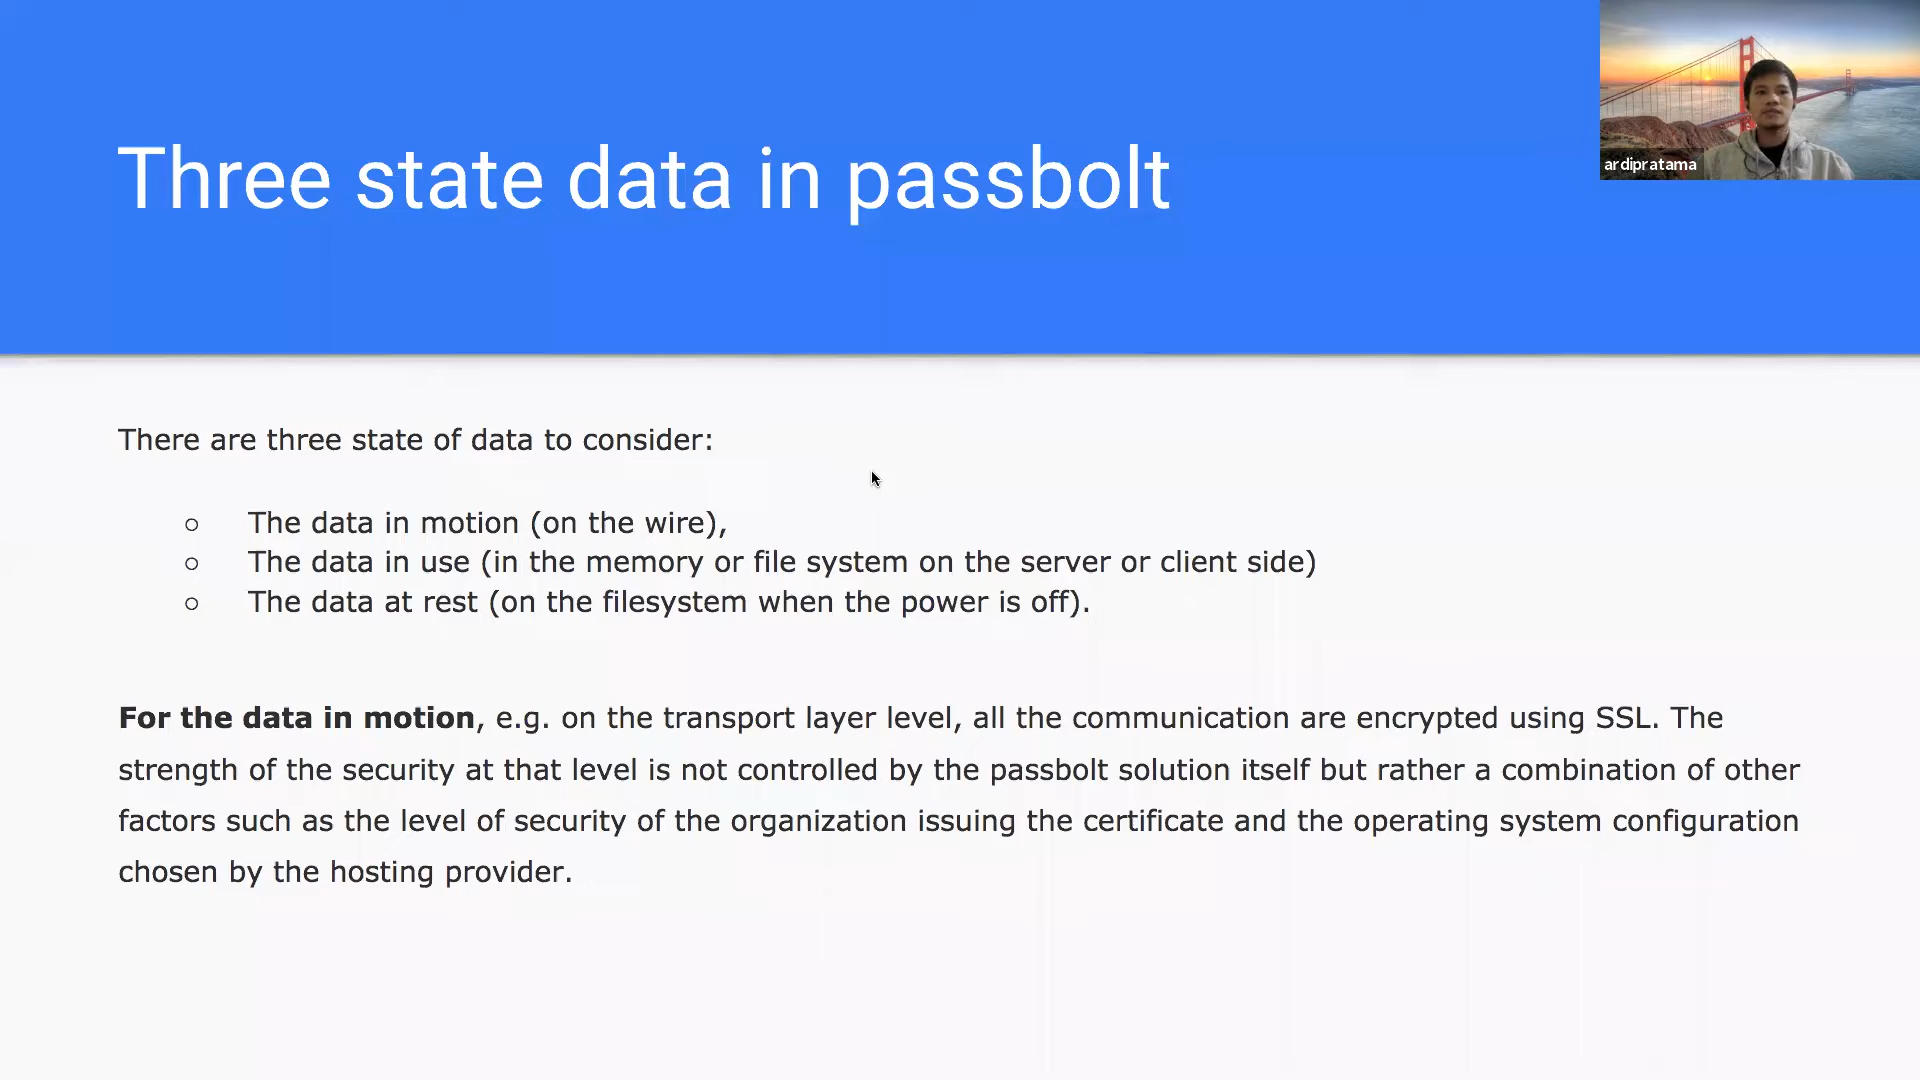 Three state data in passbolt
ardipratama
There are three state of data to consider:
○ The data in motion (on the wire),
○ The data in use (in the memory or file system on the server or client side)
○ The data at rest (on the filesystem when the power is off).
For the data in motion, e.g. on the transport layer level, all the communication are encrypted using SSL. The
strength of the security at that level is not controlled by the passbolt solution itself but rather a combination of other
factors such as the level of security of the organization issuing the certificate and the operating system configuration
chosen by the hosting provider.